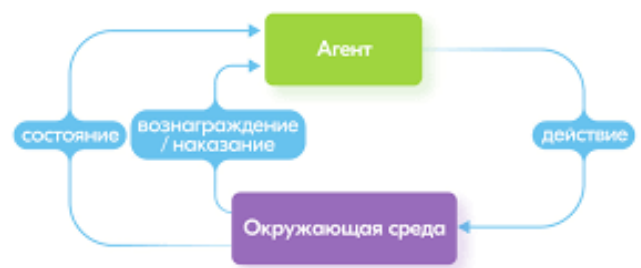 Агент
состояние
вознаграждение
/ наказание
действие
Окружающая среда